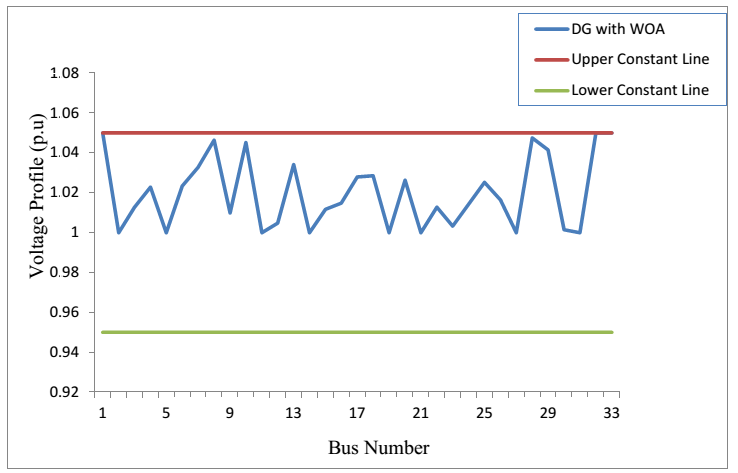 DG with WOA
Upper Constant Line
Lower Constant Line
Voltage Profile (p.u)
1.08
1.06
1.04
1.02
1
0.98
0.96
0.94
0.92
1 5 9 13 17 21 25 29 33
Bus Number